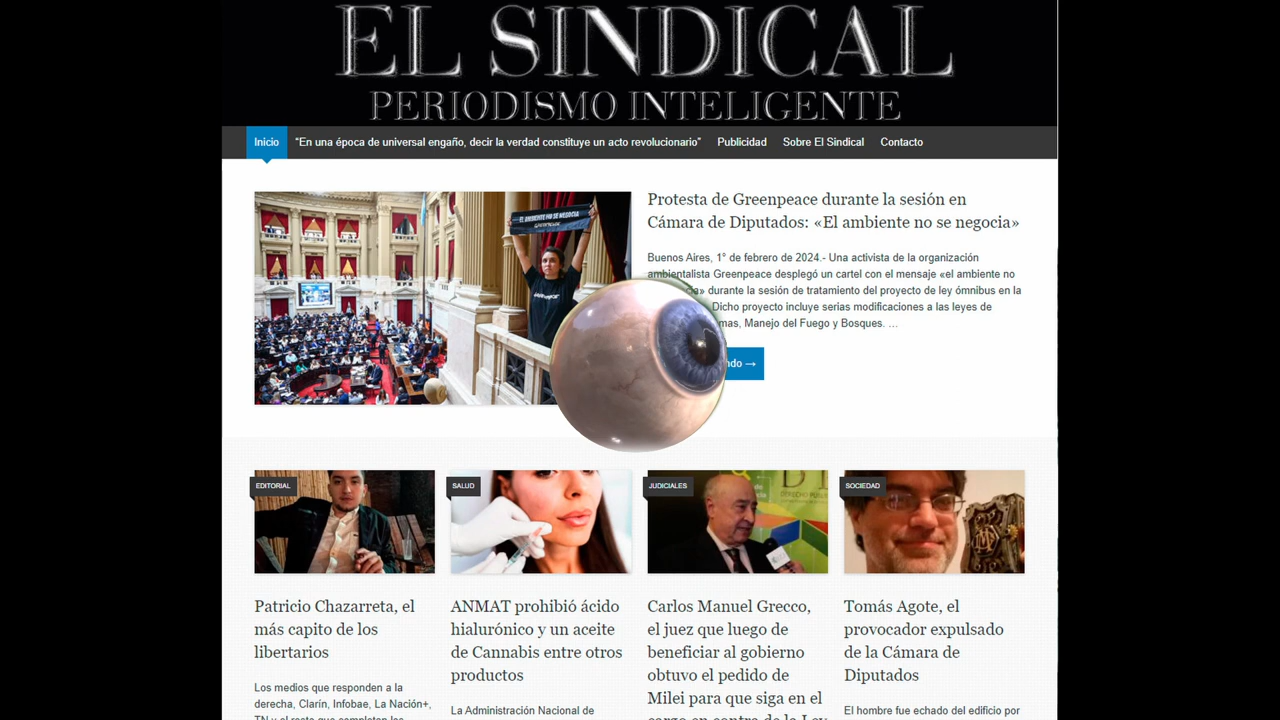 EL SINDICAL
PERIODISMO INTELIGENTE
Inicio "En una época de universal engaño, decir la verdad constituye un acto revolucionario" Publicidad Sobre El Sindical Contacto
EL AMBIENTE NO SE NEGOCIA
GREENPEACE
Protesta de Greenpeace durante la sesión en
Cámara de Diputados: «El ambiente no se negocia»
Buenos Aires, 1° de febrero de 2024.- Una activista de la organización
ambientalista Greenpeace desplegó un cartel con el mensaje «el ambiente no
durante la sesión de tratamiento del proyecto de ley ómnibus en la
Dicho proyecto incluye serias modificaciones a las leyes de
Manejo del Fuego y Bosques. …
→
EDITORIAL
SALUD
JUDICIALES
SOCIEDAD
Patricio Chazarreta, el
más capito de los
libertarios
Los medios que responden a la
derecha, Clarín, Infobae, La Nación+,
ANMAT prohibió ácido
hialurónico y un aceite
de Cannabis entre otros
productos
La Administración Nacional de
Carlos Manuel Grecco,
el juez que luego de
beneficiar al gobierno
obtuvo el pedido de
Milei para que siga en el
cargo en contra de la Ley
Tomás Agote, el
provocador expulsado
de la Cámara de
Diputados
El hombre fue echado del edificio por